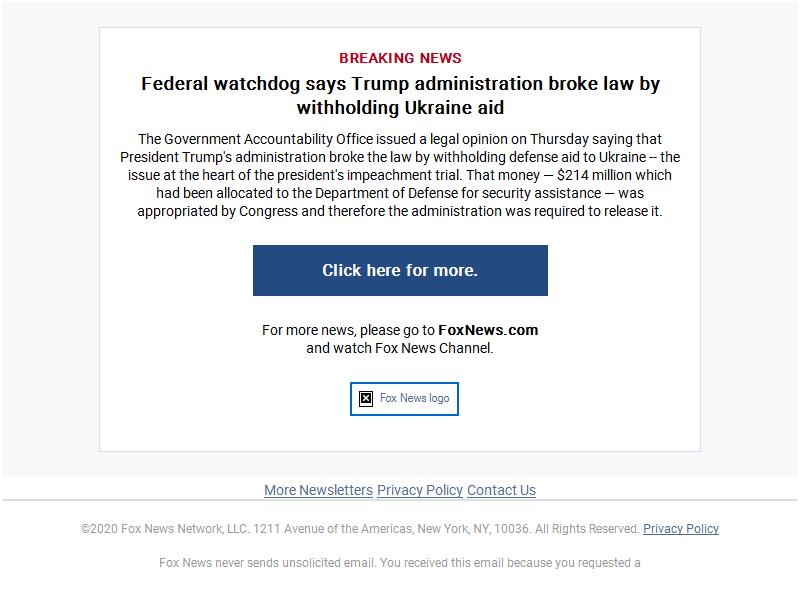 BREAKING NEWS
Federal watchdog says Trump administration broke law by
withholding Ukraine aid
The Government Accountability Office issued a legal opinion on Thursday saying that
President Trump's administration broke the law by withholding defense aid to Ukraine – the
issue at the heart of the president's impeachment trial. That money — $214 million which
had been allocated to the Department of Defense for security assistance — was
appropriated by Congress and therefore the administration was required to release it.
Click here for more.
For more news, please go to FoxNews.com
and watch Fox News Channel.
Fox News logo
More Newsletters Privacy Policy Contact Us
©2020 Fox News Network, LLC. 1211 Avenue of the Americas, New York, NY, 10036. All Rights Reserved. Privacy Policy
Fox News never sends unsolicited email. You received this email because you requested a